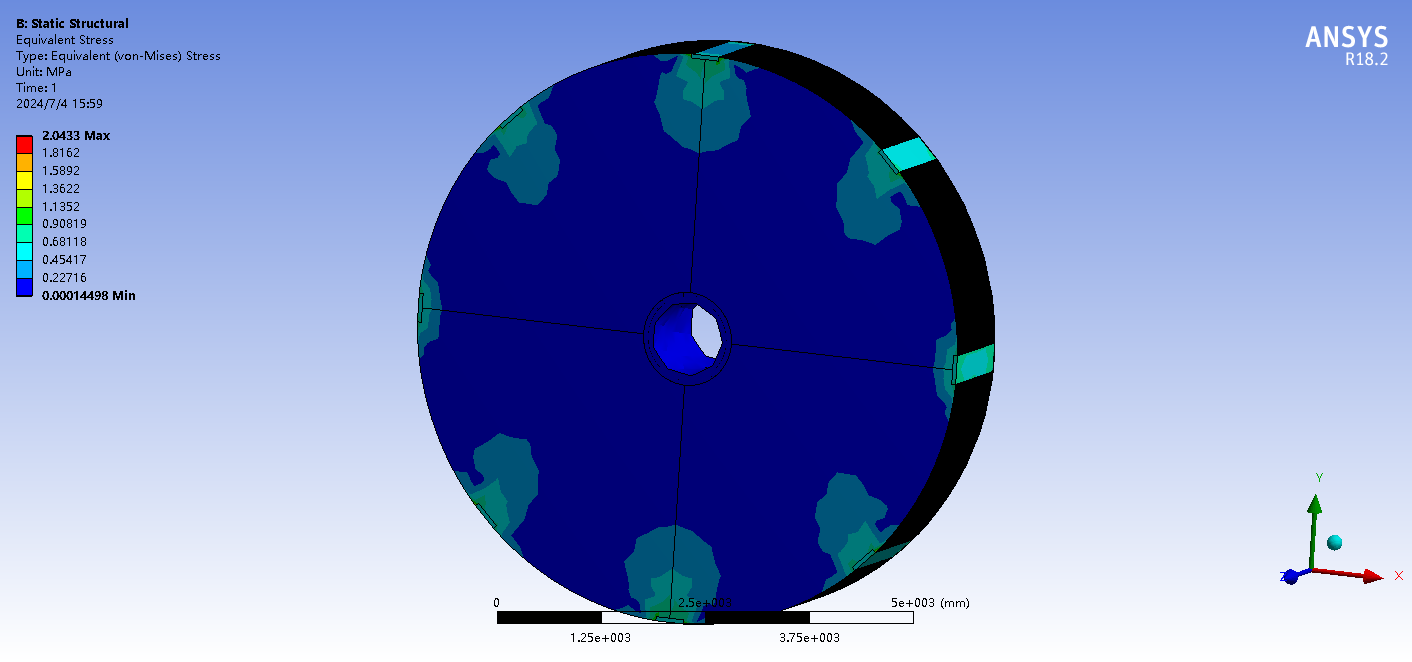 B: Static Structural
Equivalent Stress
Type: Equivalent (von-Mises) Stress
Unit: MPa
Time: 1
2024/7/4 15:59
2.0433 Max
1.8162
1.5892
1.3622
1.1352
0.90819
0.68118
0.45417
0.22716
0.00014498 Min
ANSYS
R18.2
0 2.5e+003 5e+003 (mm)
1.25e+003 3.75e+003
Y
Z X